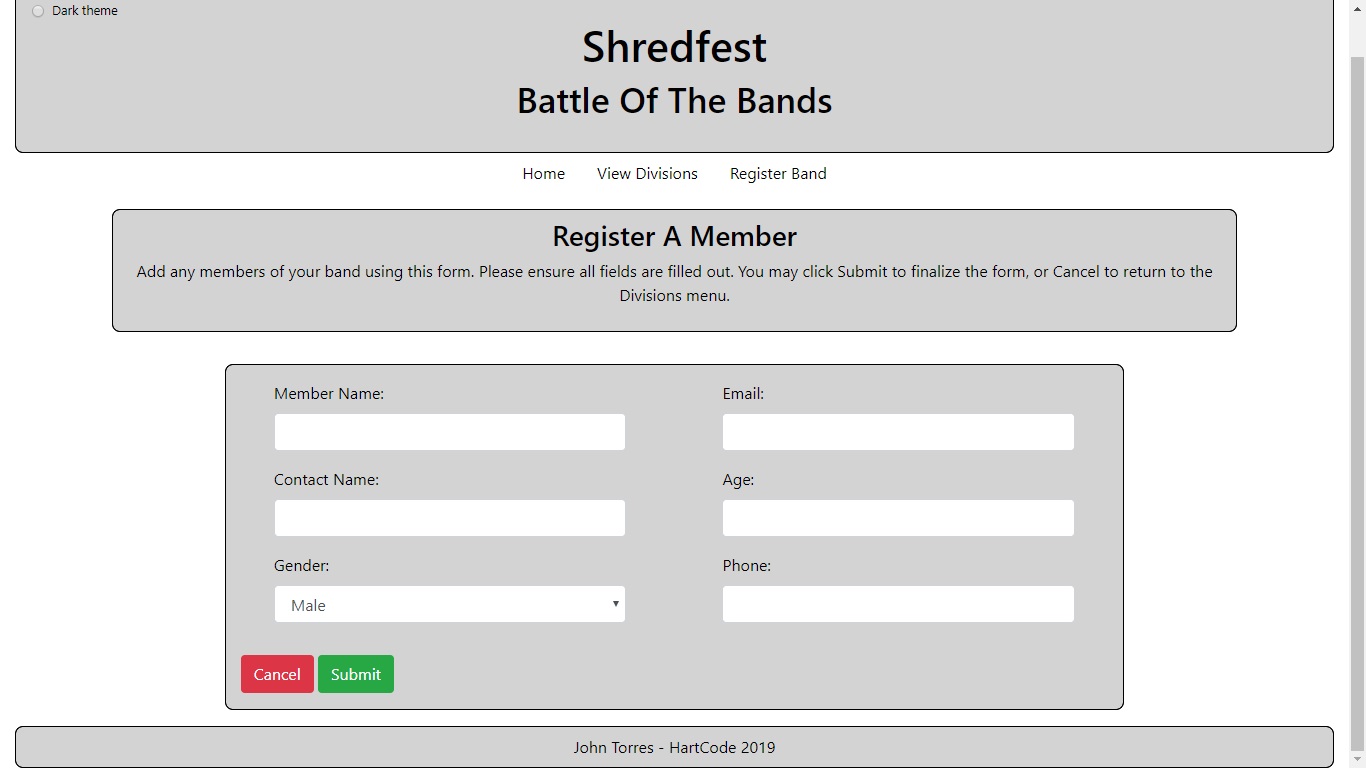 Dark theme
Shredfest
Battle Of The Bands
Home View Divisions Register Band
Register A Member
Add any members of your band using this form. Please ensure all fields are filled out. You may click Submit to finalize the form, or Cancel to return to the
Divisions menu.
Member Name: Email:
Contact Name: Age:
Gender: Phone:
Male
Cancel Submit
John Torres - HartCode 2019